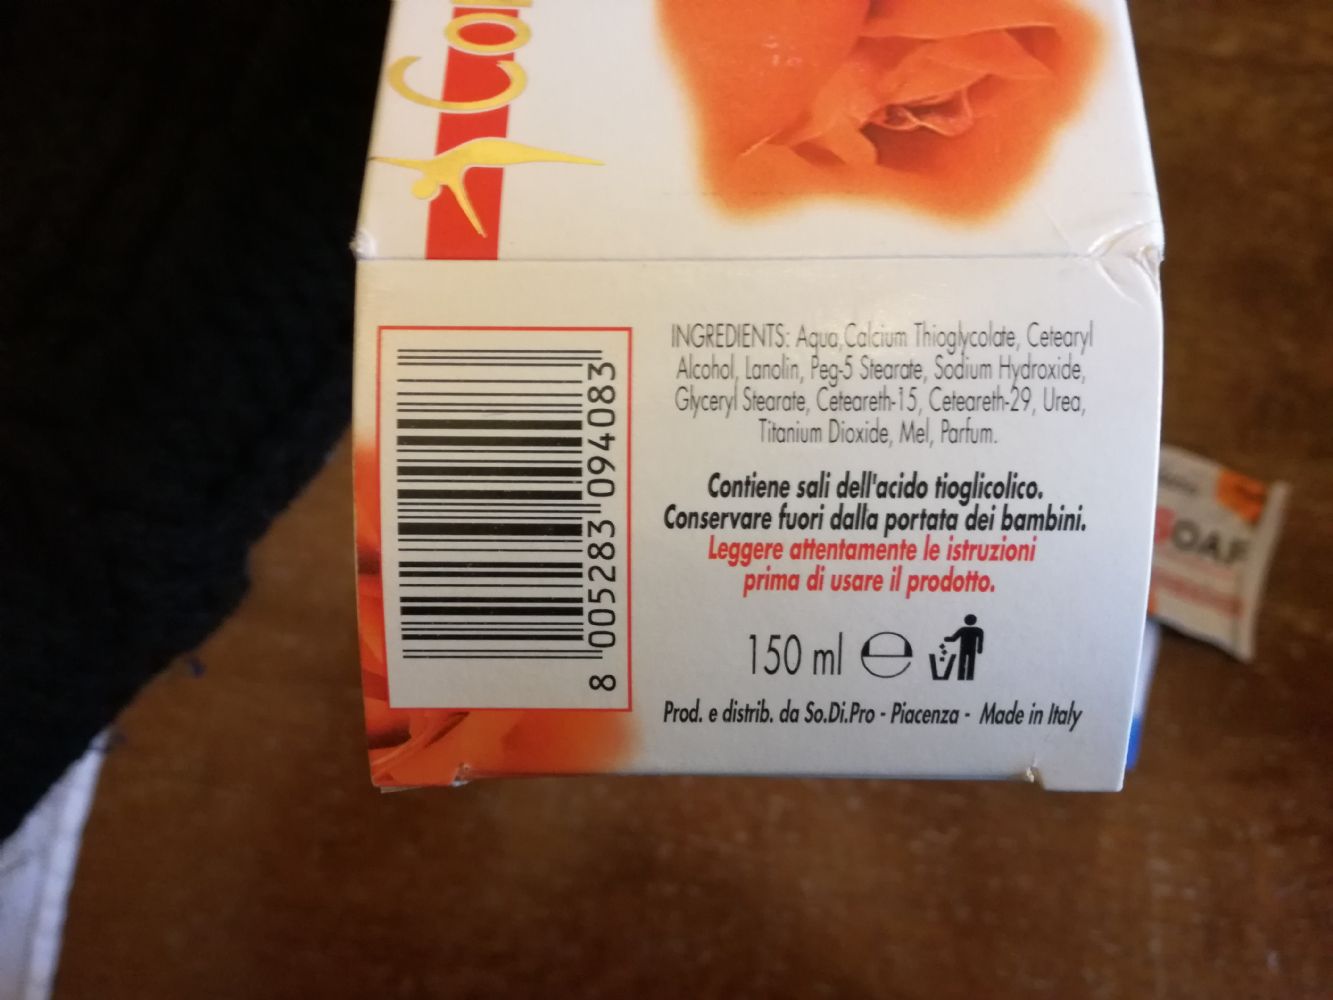 Co
INGREDIENTS: Aqua, Calcium Thioglycolate, Cetearyl
Alcohol, Lanolin, Peg-5 Stearate, Sodium Hydroxide,
Glyceryl Stearate, Ceteareth-15, Ceteareth-29, Urea,
Titanium Dioxide, Mel, Parfum.
Contiene sali dell'acido tioglicolico.
Conservare fuori dalla portata dei bambini.
Leggere attentamente le istruzioni
prima di usare il prodotto.
150 ml ℮
Prod. e distrib. da So.Di.Pro - Piacenza - Made in Italy
8 005283 094083
SOAP